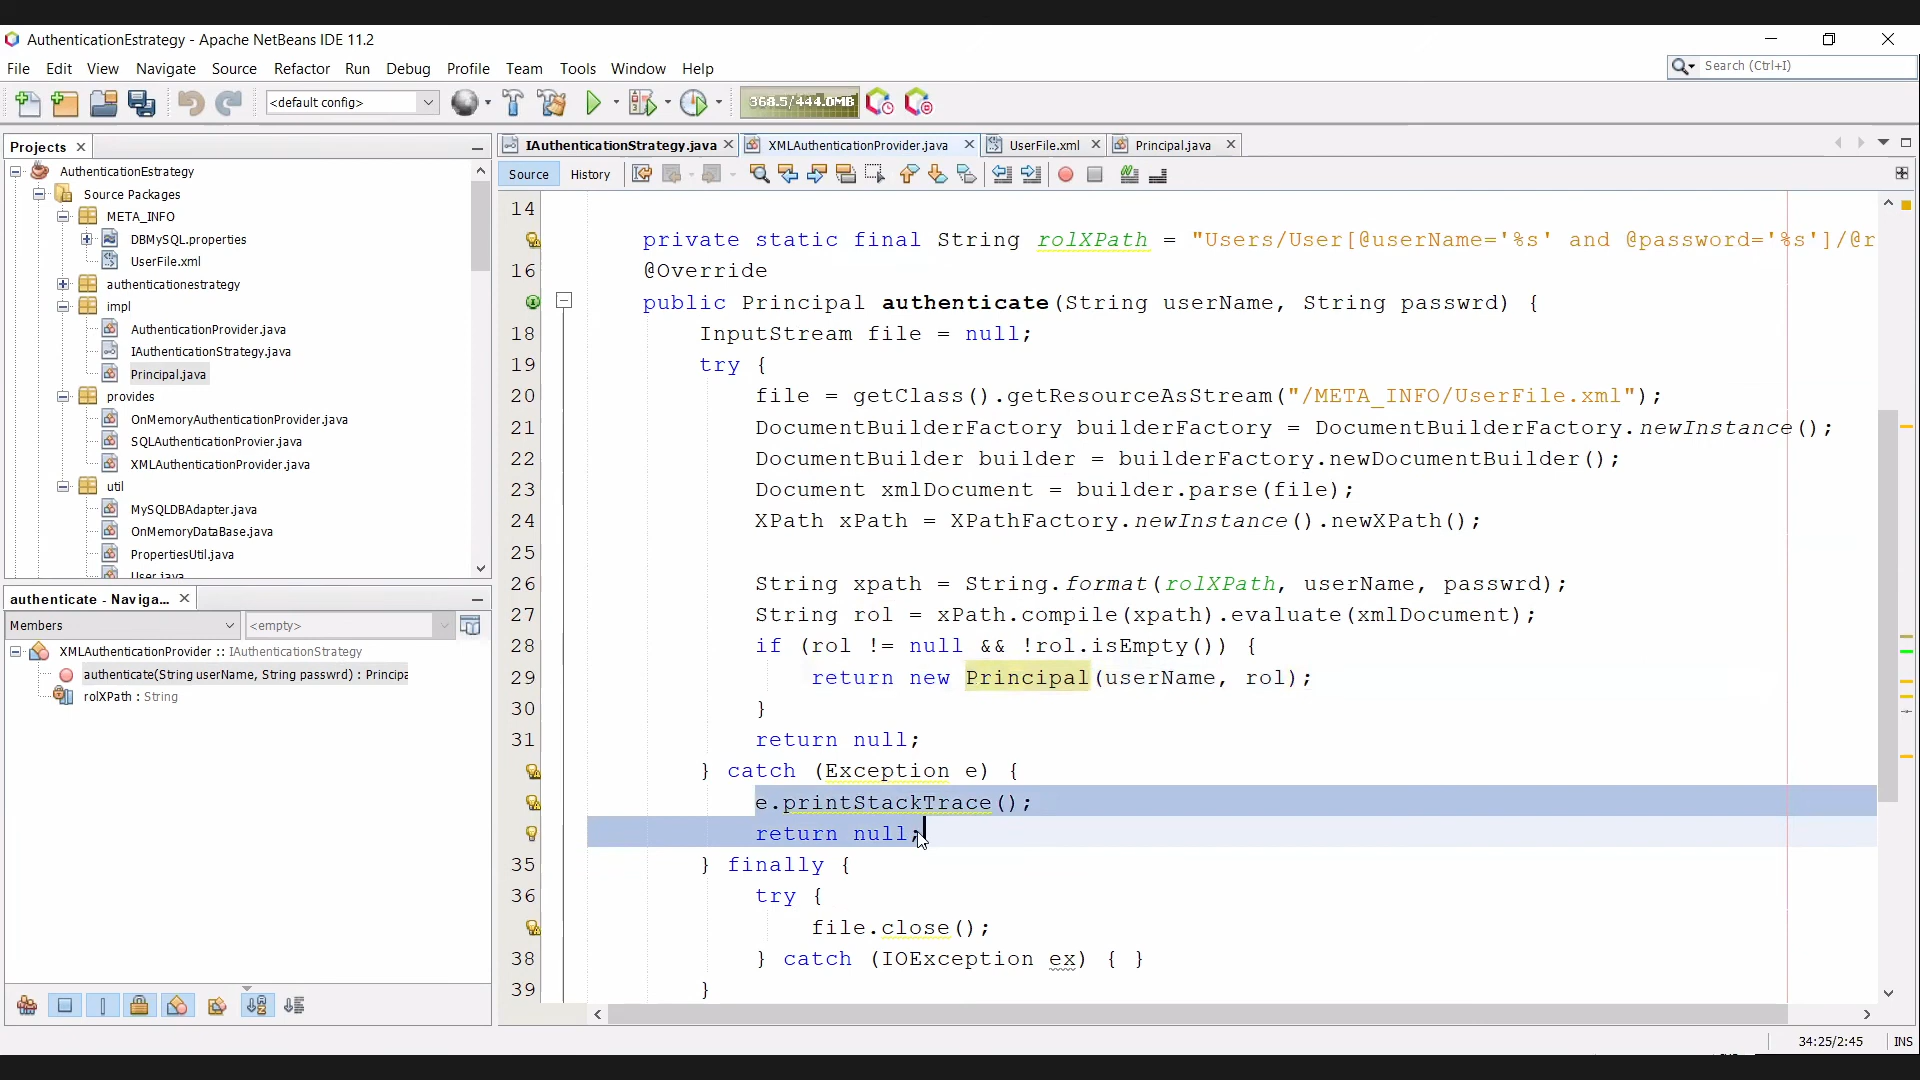 AuthenticationEstrategy - Apache NetBeans IDE 11.2
File Edit View Navigate Source Refactor Run Debug Profile Team Tools Window Help
Search (Ctrl+I)
<default config>
368.5/444.0MB
Projects
AuthenticationEstrategy
Source Packages
META_INFO
DBMySQL.properties
UserFile.xml
authenticationestrategy
impl
AuthenticationProvider.java
IAuthenticationStrategy.java
Principal.java
provides
OnMemoryAuthenticationProvider.java
SQLAuthenticationProvier.java
XMLAuthenticationProvider.java
util
MySQLDBAdapter.java
OnMemoryDataBase.java
PropertiesUtil.java
User.java
authenticate - Naviga...
Members
<empty>
XMLAuthenticationProvider :: IAuthenticationStrategy
authenticate(String userName, String passwrd) : Principa
rolXPath : String
IAuthenticationStrategy.java XMLAuthenticationProvider.java UserFile.xml Principal.java
Source History
14
private static final String rolXPath = "Users/User[@userName='%s' and @password='%s']/@r
16 @Override
public Principal authenticate(String userName, String passwrd) {
18 InputStream file = null;
19 try {
20 file = getClass().getResourceAsStream("/META_INFO/UserFile.xml");
21 DocumentBuilderFactory builderFactory = DocumentBuilderFactory.newInstance();
22 DocumentBuilder builder = builderFactory.newDocumentBuilder();
23 Document xmlDocument = builder.parse(file);
24 XPath xPath = XPathFactory.newInstance().newXPath();
25
26 String xpath = String.format(rolXPath, userName, passwrd);
27 String rol = xPath.compile(xpath).evaluate(xmlDocument);
28 if (rol != null && !rol.isEmpty()) {
29 return new Principal(userName, rol);
30 }
31 return null;
} catch (Exception e) {
e.printStackTrace();
return null;
35 } finally {
36 try {
file.close();
38 } catch (IOException ex) { }
39 }
34:25/2:45 INS